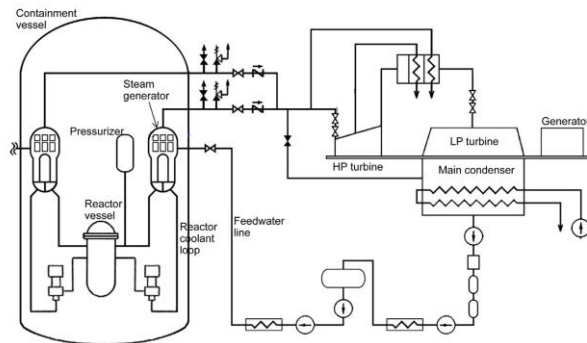 Containment
vessel
Steam
generator
Pressurizer
Reactor
vessel
Reactor
coolant
loop
Feedwater
line
HP turbine
LP turbine
Generator
Main condenser